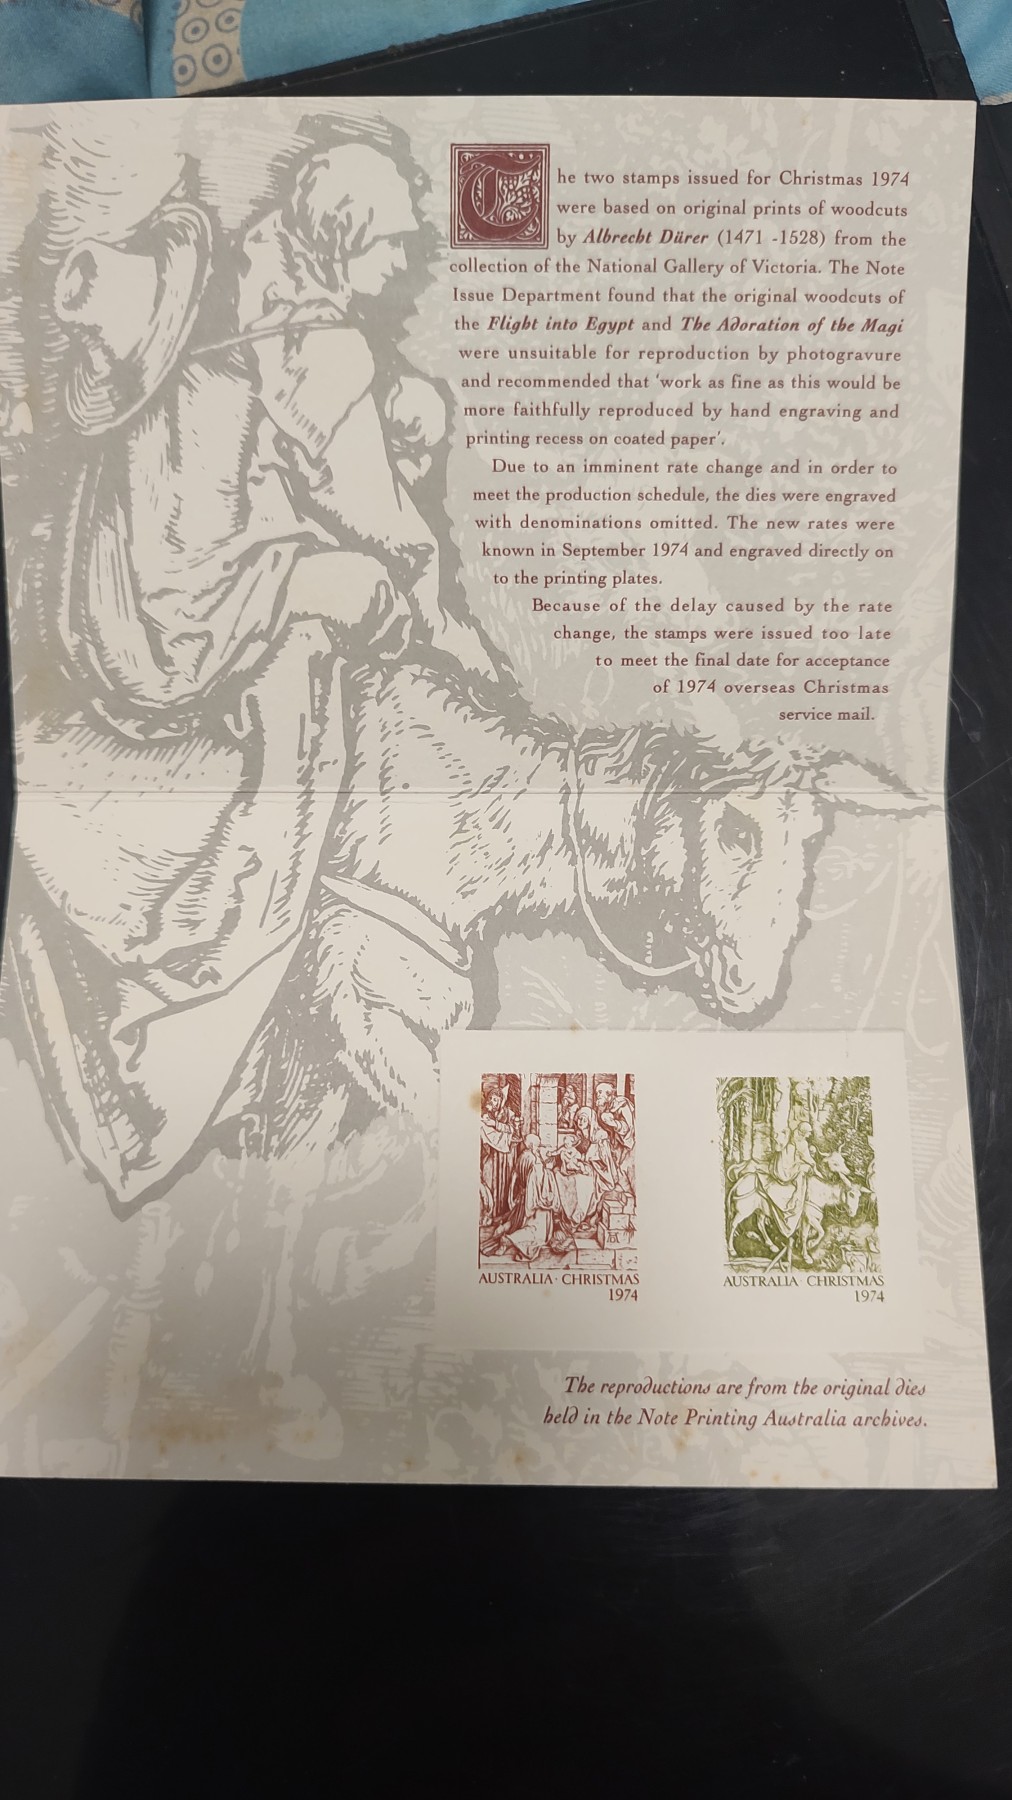 The two stamps issued for Christmas 1974
were based on original prints of woodcuts
by Albrecht Dürer (1471 -1528) from the
collection of the National Gallery of Victoria. The Note
Issue Department found that the original woodcuts of
the Flight into Egypt and The Adoration of the Magi
were unsuitable for reproduction by photogravure
and recommended that ‘work as fine as this would be
more faithfully reproduced by hand engraving and
printing recess on coated paper’.
Due to an imminent rate change and in order to
meet the production schedule, the dies were engraved
with denominations omitted. The new rates were
known in September 1974 and engraved directly on
to the printing plates.
Because of the delay caused by the rate
change, the stamps were issued too late
to meet the final date for acceptance
of 1974 overseas Christmas
service mail.
AUSTRALIA · CHRISTMAS
1974
AUSTRALIA CHRISTMAS
1974
The reproductions are from the original dies
held in the Note Printing Australia archives.